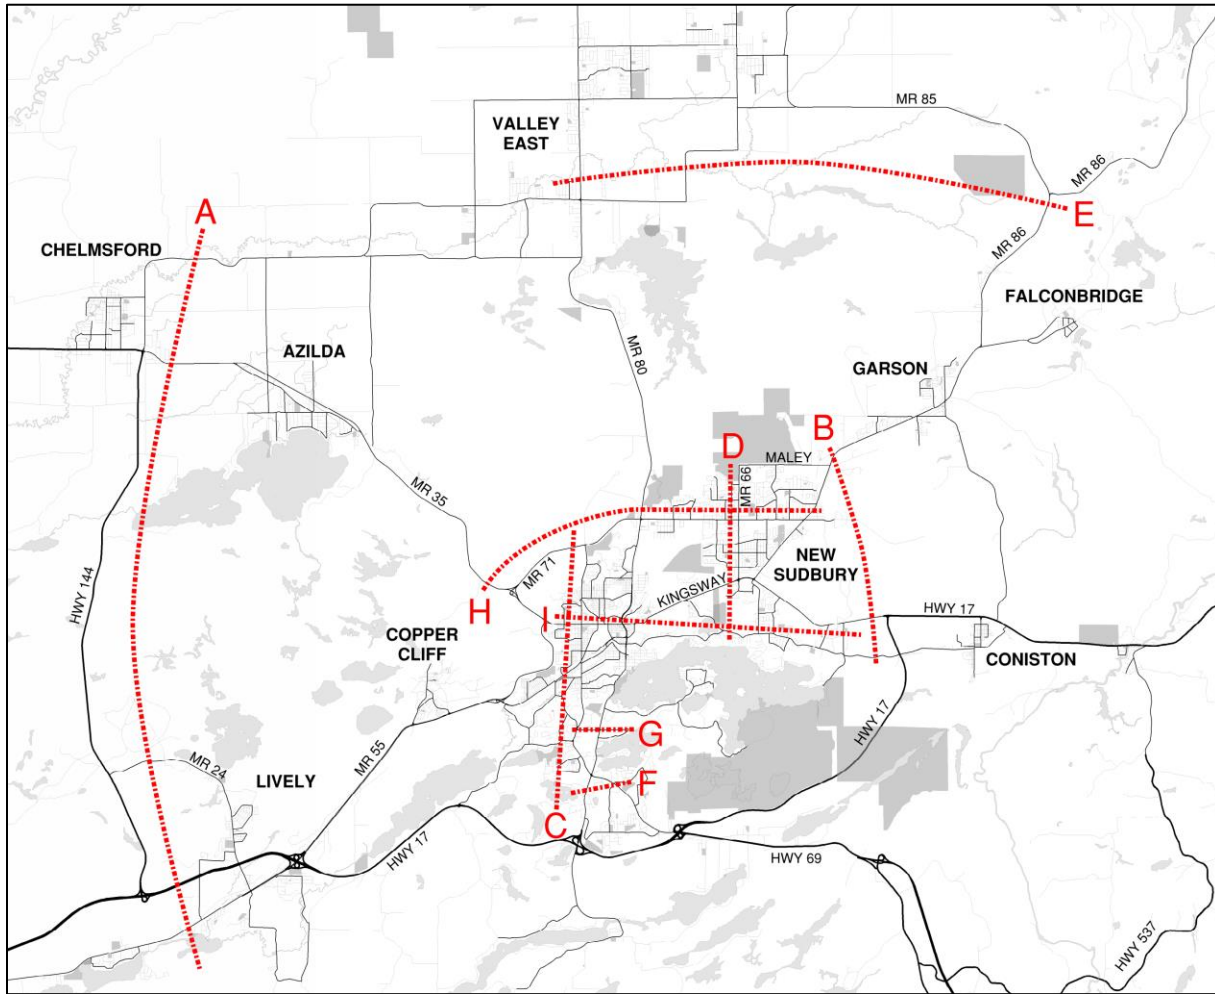 MR 85
VALLEY
EAST
MR 86
A
E
CHELMSFORD
MR 86
FALCONBRIDGE
AZILDA
MR 80
GARSON
B
D
MALEY
MR 66
MR 35
NEW
SUDBURY
MR 71
KINGSWAY
H
I
HWY 144
HWY 17
COPPER
CLIFF
CONISTON
HWY 17
G
MR 55
MR 24
LIVELY
F
C
HWY 17
HWY 69
HWY 537